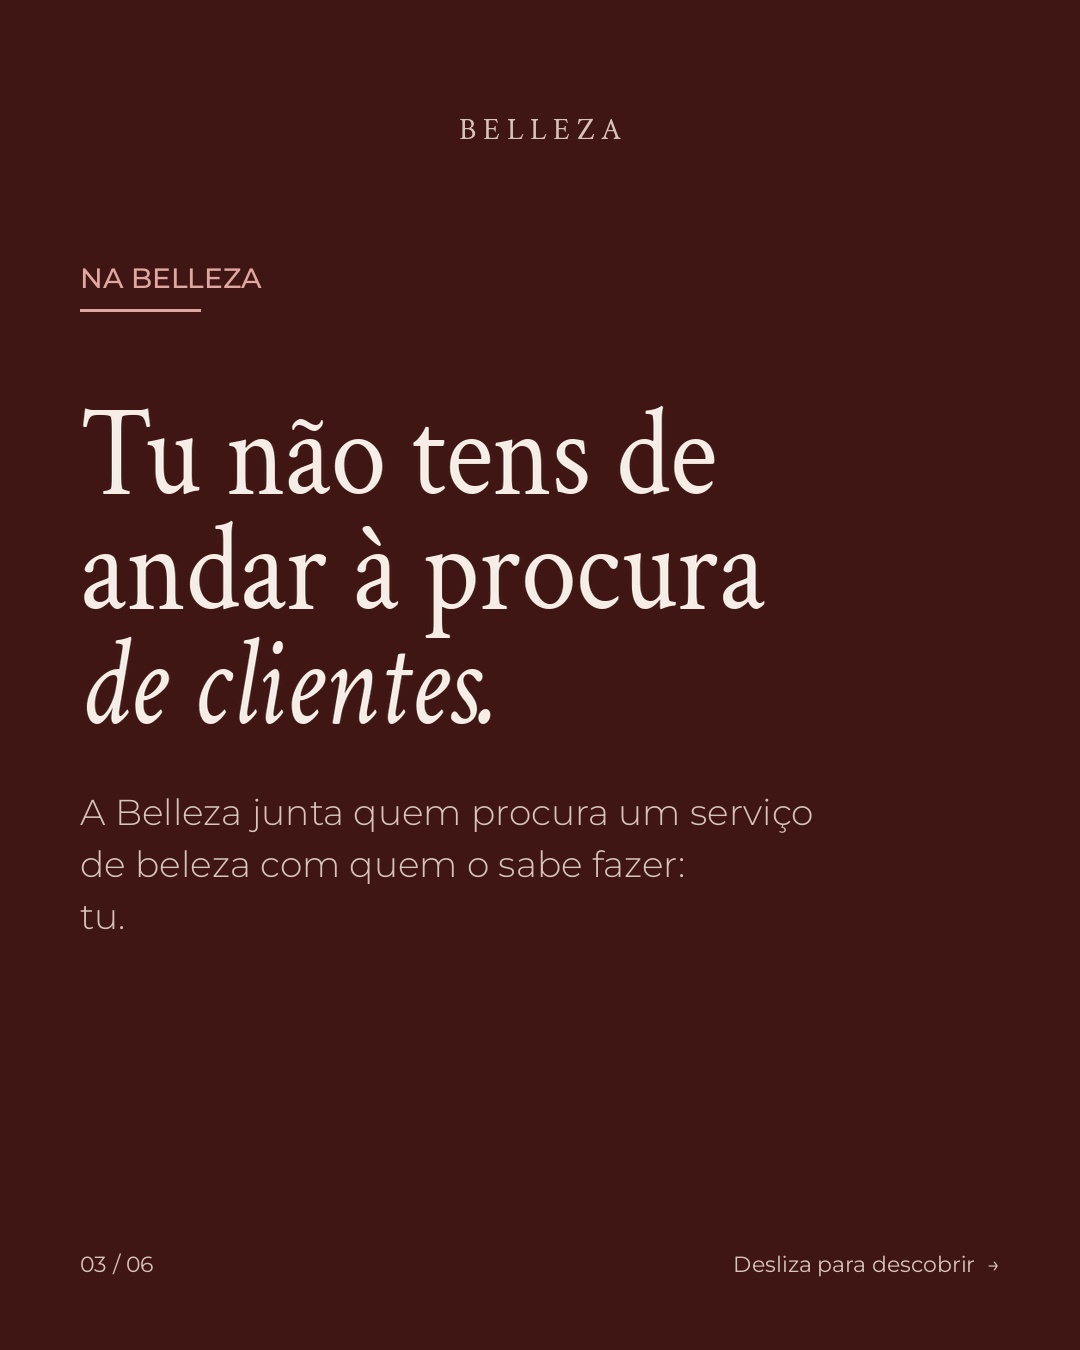 BELLEZA
NA BELLEZA
Tu não tens de
andar à procura
de clientes.
A Belleza junta quem procura um serviço
de beleza com quem o sabe fazer:
tu.
03 / 06
Desliza para descobrir →